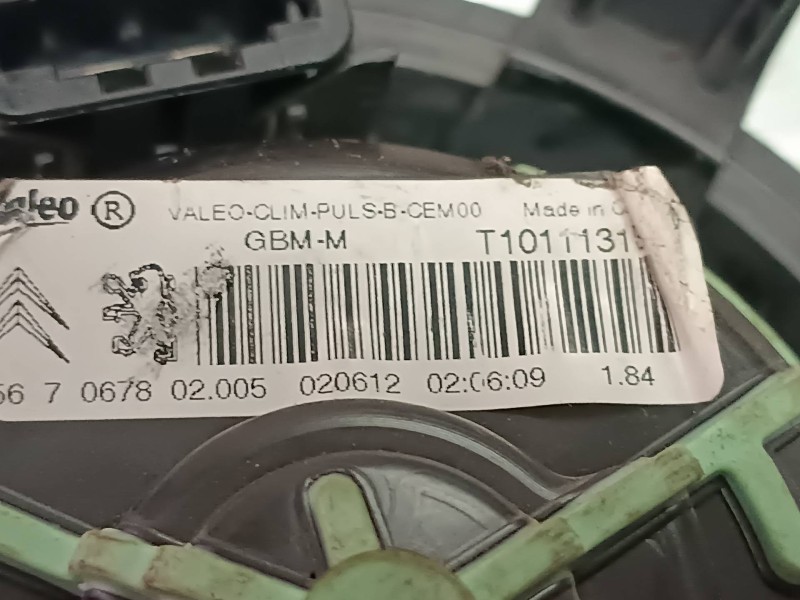 Valeo ® VALEO-CLIM-PULS-B-CEM00 Made in
GBM-M T1011131
66 7 0678 02.005 020612 02:06:09 1.84